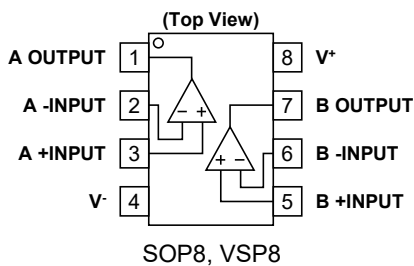 (Top View)
A OUTPUT 1 8 V⁺
A -INPUT 2 7 B OUTPUT
− +
A +INPUT 3 6 B -INPUT
+ −
V⁻ 4 5 B +INPUT
SOP8, VSP8